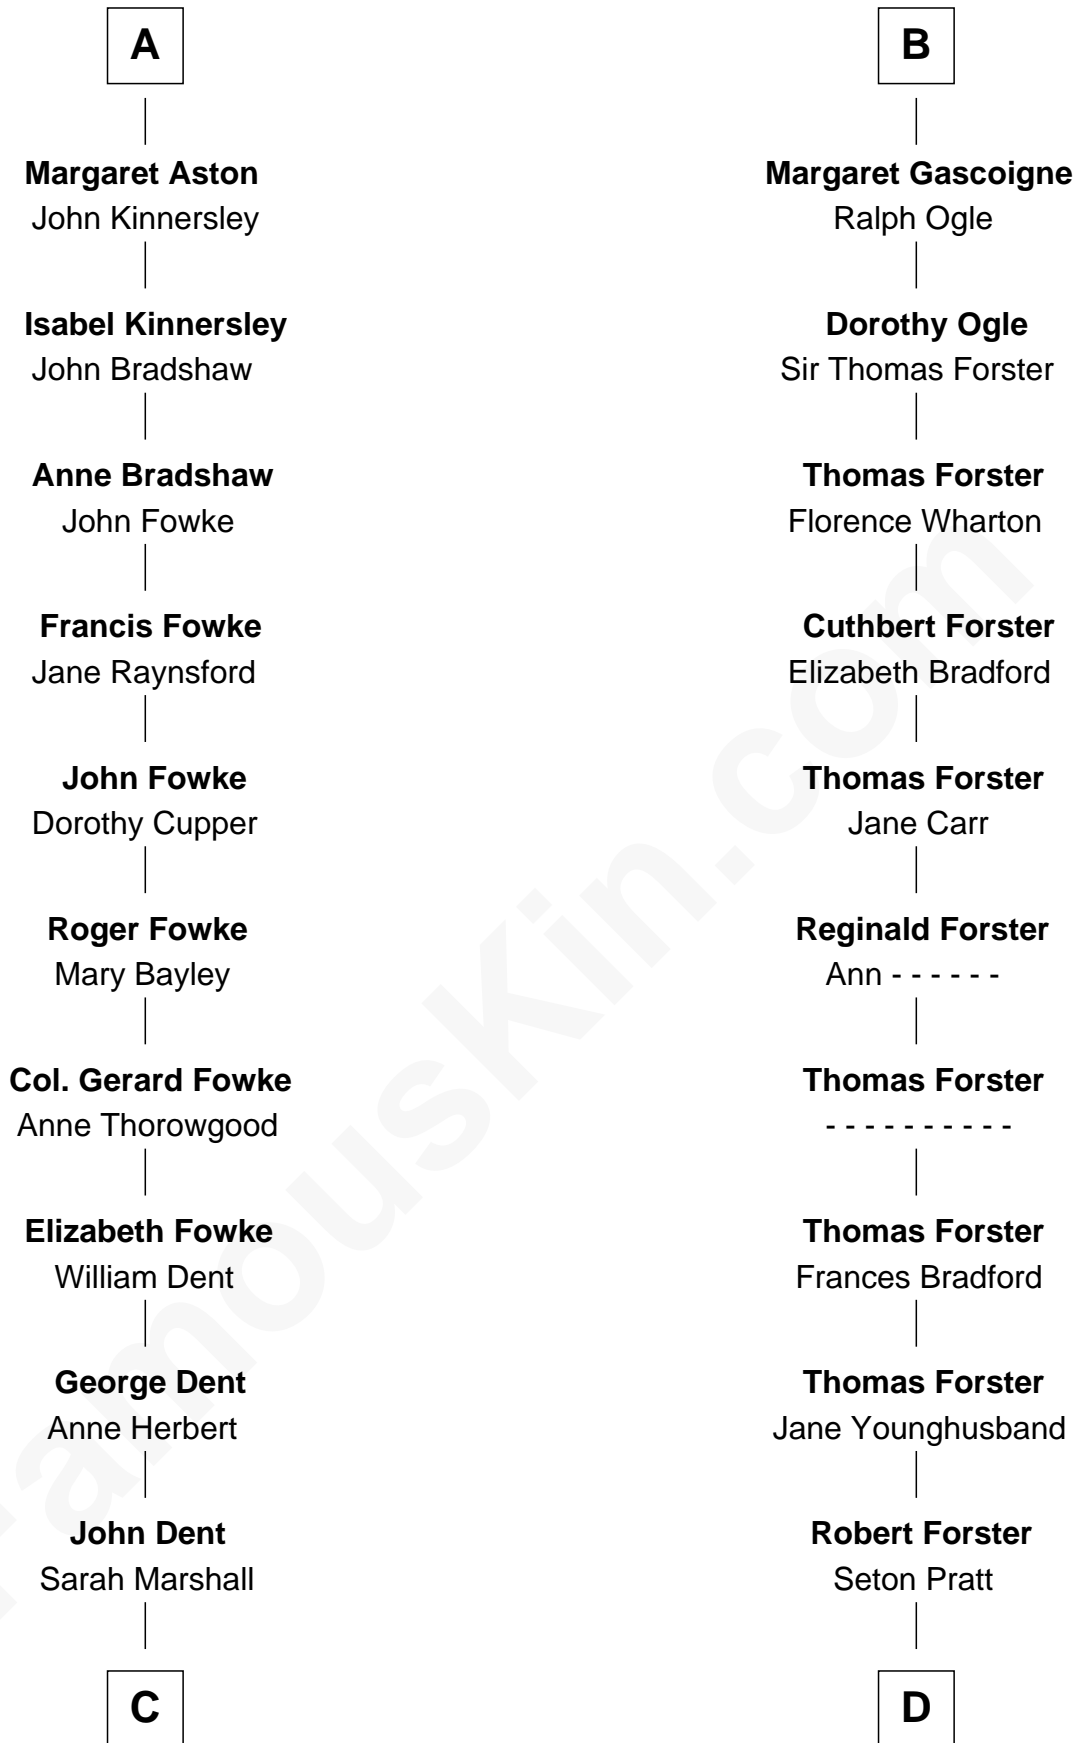 A
Margaret Aston
John Kinnersley
Isabel Kinnersley
John Bradshaw
Anne Bradshaw
John Fowke
Francis Fowke
Jane Raynsford
John Fowke
Dorothy Cupper
Roger Fowke
Mary Bayley
Col. Gerard Fowke
Anne Thorowgood
Elizabeth Fowke
William Dent
George Dent
Anne Herbert
John Dent
Sarah Marshall
C
B
Margaret Gascoigne
Ralph Ogle
Dorothy Ogle
Sir Thomas Forster
Thomas Forster
Florence Wharton
Cuthbert Forster
Elizabeth Bradford
Thomas Forster
Jane Carr
Reginald Forster
Ann - - - - - -
Thomas Forster
- - - - - - - - - -
Thomas Forster
Frances Bradford
Thomas Forster
Jane Younghusband
Robert Forster
Seton Pratt
D
FamousKin.com